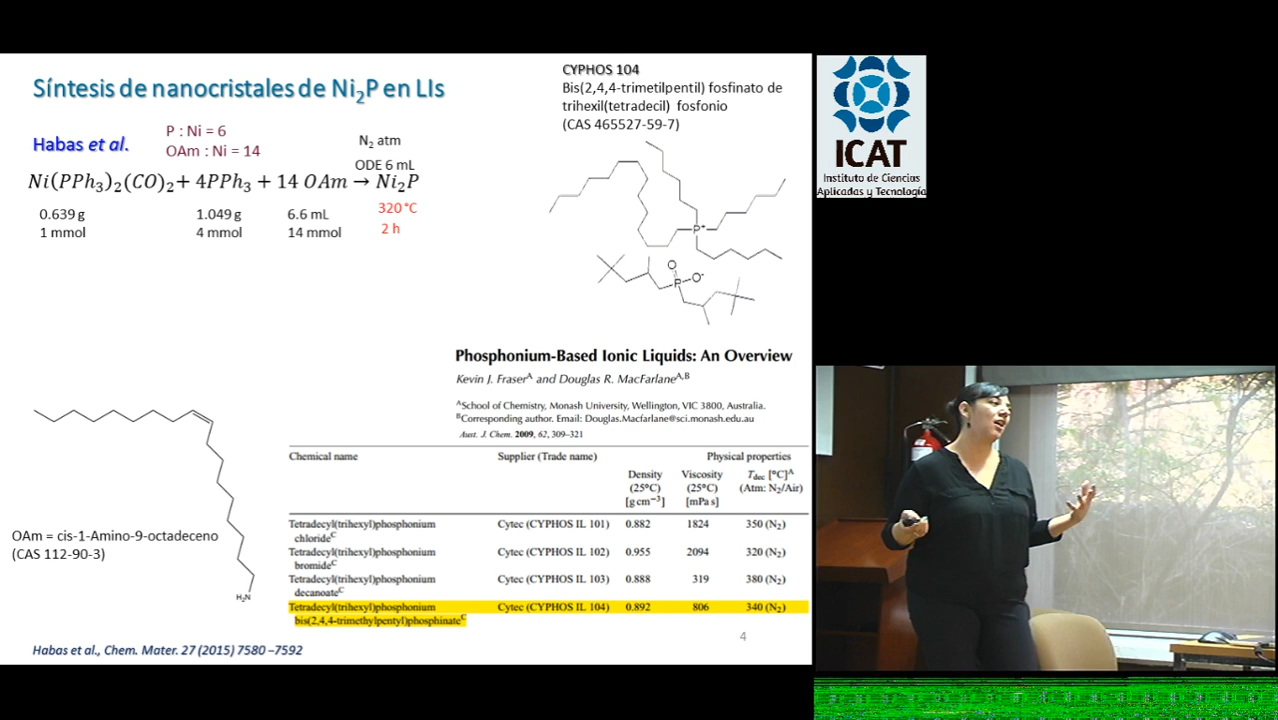 Síntesis de nanocristales de Ni₂P en LIs
CYPHOS 104
Bis(2,4,4-trimetilpentil) fosfinato de
trihexil(tetradecil) fosfonio
(CAS 465527-59-7)
Habas et al.
P : Ni = 6
OAm : Ni = 14
N₂ atm
ODE 6 mL
Ni(PPh₃)₂(CO)₂ + 4PPh₃ + 14 OAm → Ni₂P
0.639 g 1.049 g 6.6 mL 320 °C
1 mmol 4 mmol 14 mmol 2 h
P⁺
O
P O⁻
Phosphonium-Based Ionic Liquids: An Overview
Kevin J. Fraserᴬ and Douglas R. MacFarlaneᴬ,ᴮ
ᴬSchool of Chemistry, Monash University, Wellington, VIC 3800, Australia.
ᴮCorresponding author. Email: Douglas.Macfarlane@sci.monash.edu.au
Aust. J. Chem. 2009, 62, 309–321
Chemical name Supplier (Trade name) Physical properties
Density Viscosity Tdec [°C]ᴬ
(25°C) (25°C) (Atm: N₂/Air)
[g cm⁻³] [mPa s]
Tetradecyl(trihexyl)phosphonium Cytec (CYPHOS IL 101) 0.882 1824 350 (N₂)
chlorideᶜ
Tetradecyl(trihexyl)phosphonium Cytec (CYPHOS IL 102) 0.955 2094 320 (N₂)
bromideᶜ
Tetradecyl(trihexyl)phosphonium Cytec (CYPHOS IL 103) 0.888 319 380 (N₂)
decanoateᶜ
Tetradecyl(trihexyl)phosphonium Cytec (CYPHOS IL 104) 0.892 806 340 (N₂)
bis(2,4,4-trimethylpentyl)phosphinateᶜ
OAm = cis-1-Amino-9-octadeceno
(CAS 112-90-3)
H₂N
4
Habas et al., Chem. Mater. 27 (2015) 7580 –7592
ICAT
Instituto de Ciencias
Aplicadas y Tecnología